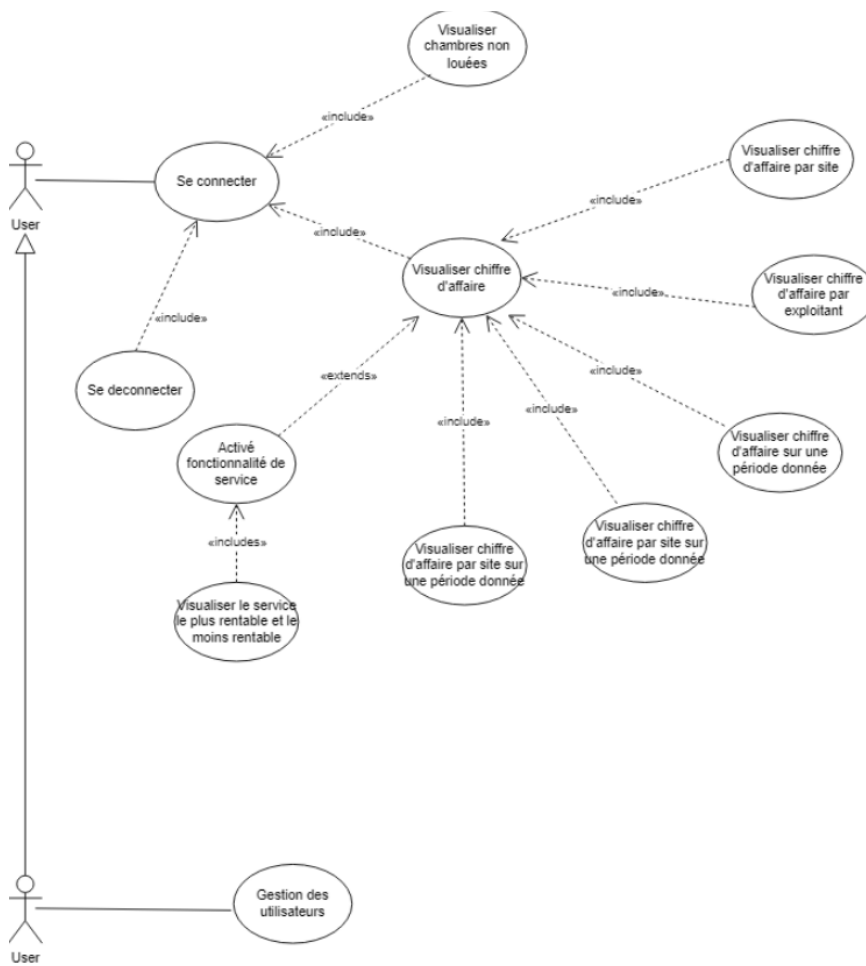 Visualiser
chambres non
louées
«include»
Se connecter
User
Visualiser chiffre
d'affaire par site
«include»
«include»
Visualiser chiffre
d'affaire
Visualiser chiffre
d'affaire par
exploitant
«include»
«include»
Se deconnecter
«extends»
«include»
Activé
fonctionnalité de
service
«include»
«include»
Visualiser chiffre
d'affaire sur une
période donnée
«includes»
Visualiser chiffre
d'affaire par site sur
une période donnée
Visualiser chiffre
d'affaire par site sur
une période donnée
Visualiser le service
le plus rentable et le
moins rentable
Gestion des
utilisateurs
User